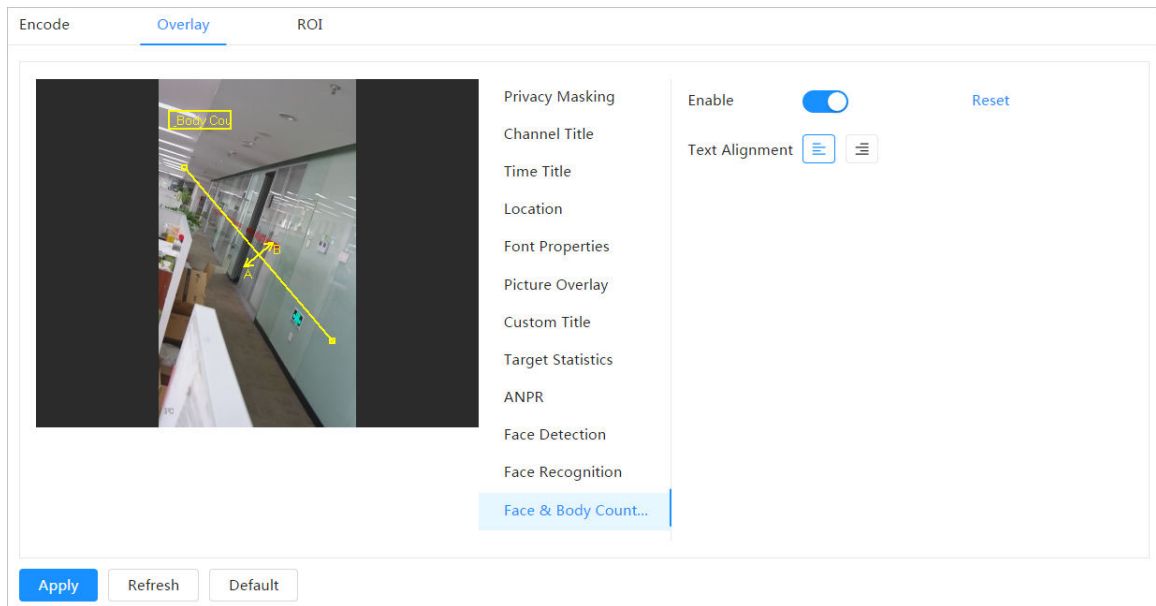 Encode Overlay ROI
Body Cou
B
A
Privacy Masking
Channel Title
Time Title
Location
Font Properties
Picture Overlay
Custom Title
Target Statistics
ANPR
Face Detection
Face Recognition
Face & Body Count...
Enable Reset
Text Alignment
Apply Refresh Default